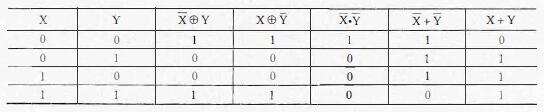 X Y X̅ ⊕ Y X ⊕ Y̅ X̅•Y̅ X̅ + Y̅ X + Y
0 0 1 1 1 1 0
0 1 0 0 0 1 1
1 0 0 0 0 1 1
1 1 1 1 0 0 1